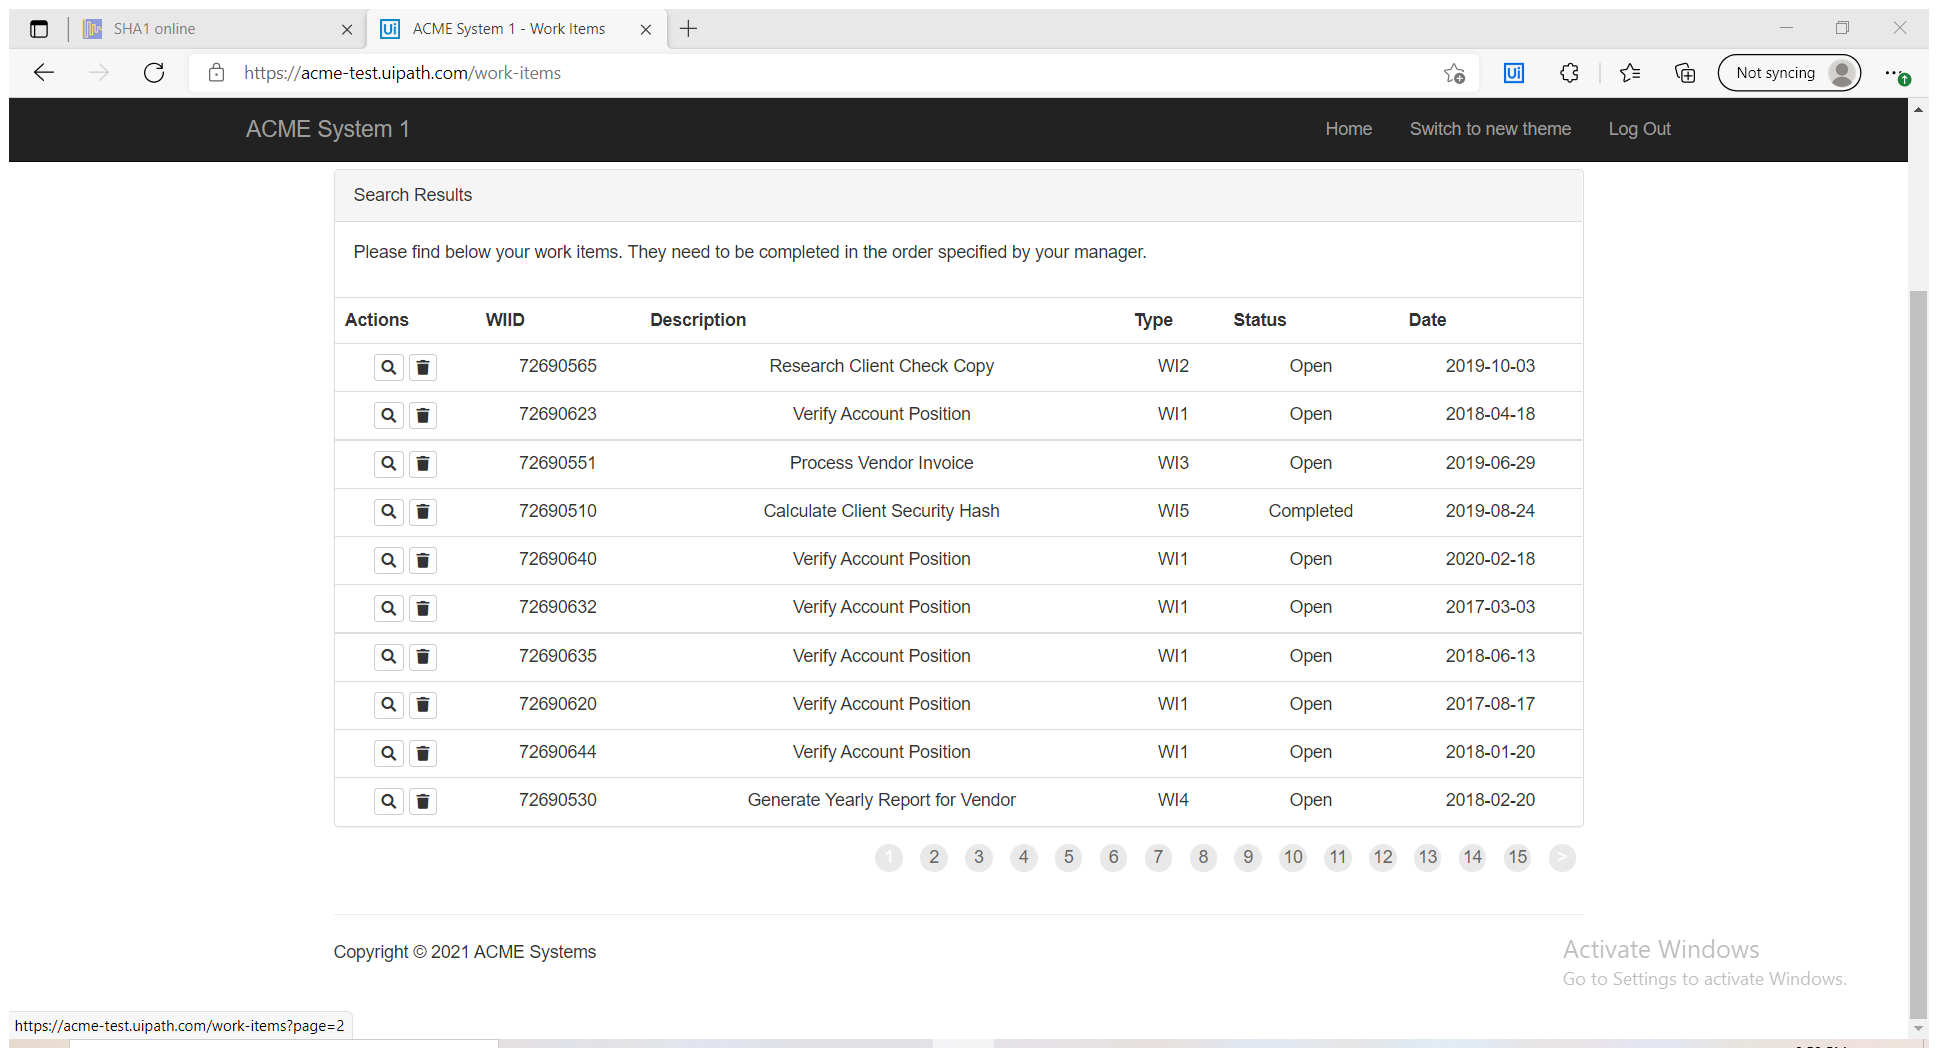 SHA1 online
Ui ACME System 1 - Work Items
https://acme-test.uipath.com/work-items
Ui
Not syncing
ACME System 1 Home Switch to new theme Log Out
Search Results
Please find below your work items. They need to be completed in the order specified by your manager.
Actions WIID Description Type Status Date
72690565 Research Client Check Copy WI2 Open 2019-10-03
72690623 Verify Account Position WI1 Open 2018-04-18
72690551 Process Vendor Invoice WI3 Open 2019-06-29
72690510 Calculate Client Security Hash WI5 Completed 2019-08-24
72690640 Verify Account Position WI1 Open 2020-02-18
72690632 Verify Account Position WI1 Open 2017-03-03
72690635 Verify Account Position WI1 Open 2018-06-13
72690620 Verify Account Position WI1 Open 2017-08-17
72690644 Verify Account Position WI1 Open 2018-01-20
72690530 Generate Yearly Report for Vendor WI4 Open 2018-02-20
1 2 3 4 5 6 7 8 9 10 11 12 13 14 15 >
Copyright © 2021 ACME Systems
Activate Windows
Go to Settings to activate Windows.
https://acme-test.uipath.com/work-items?page=2